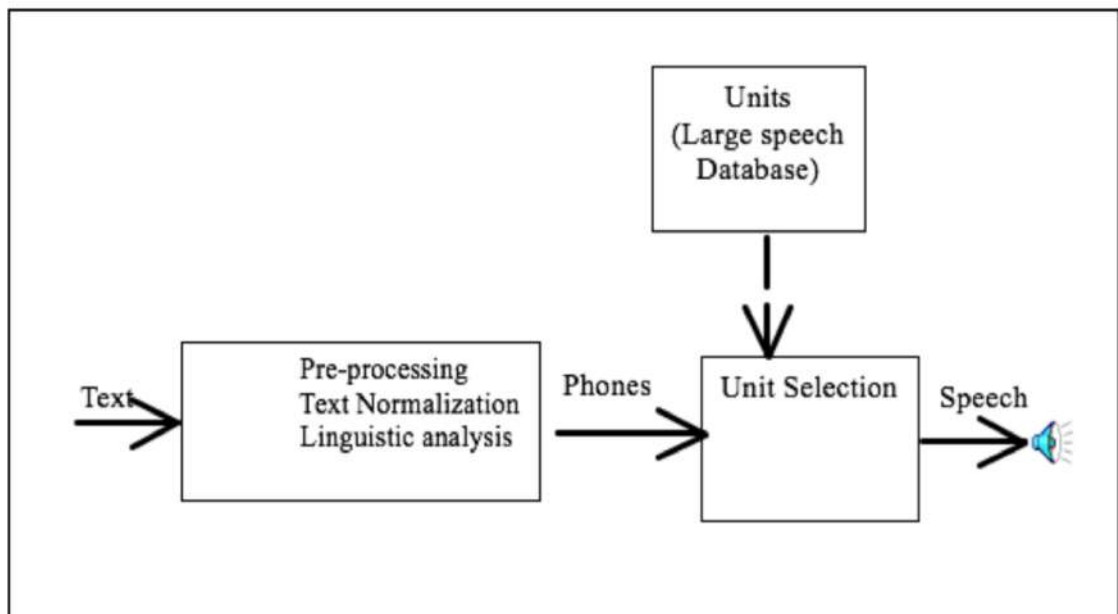 Units
(Large speech
Database)
Text
Pre-processing
Text Normalization
Linguistic analysis
Phones
Unit Selection
Speech